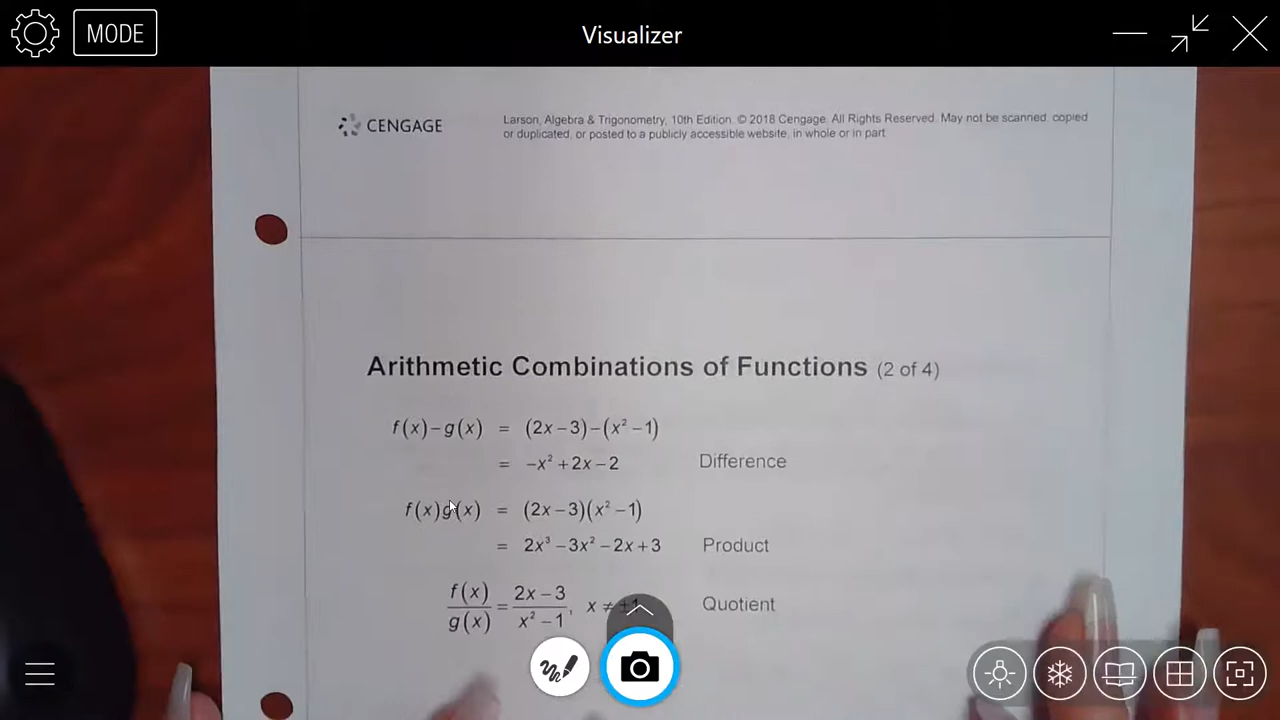 MODE
Visualizer
CENGAGE
Larson, Algebra & Trigonometry, 10th Edition. © 2018 Cengage. All Rights Reserved. May not be scanned, copied
or duplicated, or posted to a publicly accessible website, in whole or in part.
Arithmetic Combinations of Functions (2 of 4)
f(x)−g(x) = (2x−3)−(x²−1)
= −x²+2x−2 Difference
f(x)g(x) = (2x−3)(x²−1)
= 2x³−3x²−2x+3 Product
f(x)/g(x) = (2x−3)/(x²−1), x ≠ ±1 Quotient